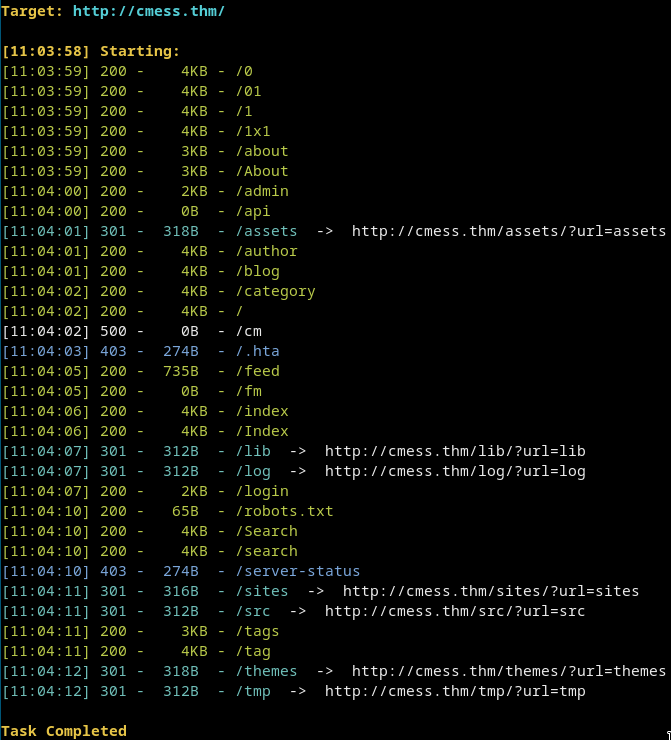 Target: http://cmess.thm/
[11:03:58] Starting:
[11:03:59] 200 -    4KB - /0
[11:03:59] 200 -    4KB - /01
[11:03:59] 200 -    4KB - /1
[11:03:59] 200 -    4KB - /1x1
[11:03:59] 200 -    3KB - /about
[11:03:59] 200 -    3KB - /About
[11:04:00] 200 -    2KB - /admin
[11:04:00] 200 -    0B  - /api
[11:04:01] 301 -  318B  - /assets  ->  http://cmess.thm/assets/?url=assets
[11:04:01] 200 -    4KB - /author
[11:04:01] 200 -    4KB - /blog
[11:04:02] 200 -    4KB - /category
[11:04:02] 200 -    4KB - /
[11:04:02] 500 -    0B  - /cm
[11:04:03] 403 -  274B  - /.hta
[11:04:05] 200 -  735B  - /feed
[11:04:05] 200 -    0B  - /fm
[11:04:06] 200 -    4KB - /index
[11:04:06] 200 -    4KB - /Index
[11:04:07] 301 -  312B  - /lib  ->  http://cmess.thm/lib/?url=lib
[11:04:07] 301 -  312B  - /log  ->  http://cmess.thm/log/?url=log
[11:04:07] 200 -    2KB - /login
[11:04:10] 200 -   65B  - /robots.txt
[11:04:10] 200 -    4KB - /Search
[11:04:10] 200 -    4KB - /search
[11:04:10] 403 -  274B  - /server-status
[11:04:11] 301 -  316B  - /sites  ->  http://cmess.thm/sites/?url=sites
[11:04:11] 301 -  312B  - /src  ->  http://cmess.thm/src/?url=src
[11:04:11] 200 -    3KB - /tags
[11:04:11] 200 -    4KB - /tag
[11:04:12] 301 -  318B  - /themes  ->  http://cmess.thm/themes/?url=themes
[11:04:12] 301 -  312B  - /tmp  ->  http://cmess.thm/tmp/?url=tmp
Task Completed